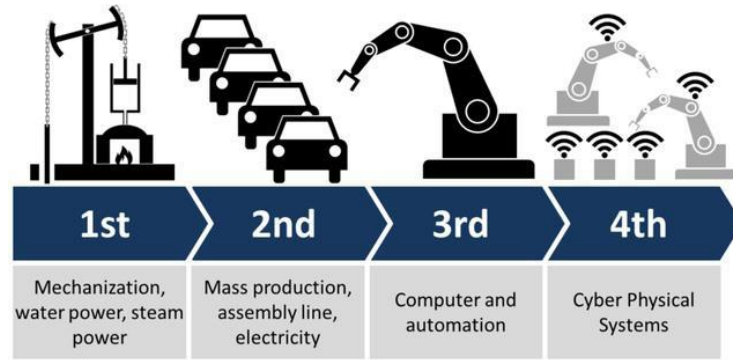 1st
2nd
3rd
4th
Mechanization,
water power, steam
power
Mass production,
assembly line,
electricity
Computer and
automation
Cyber Physical
Systems